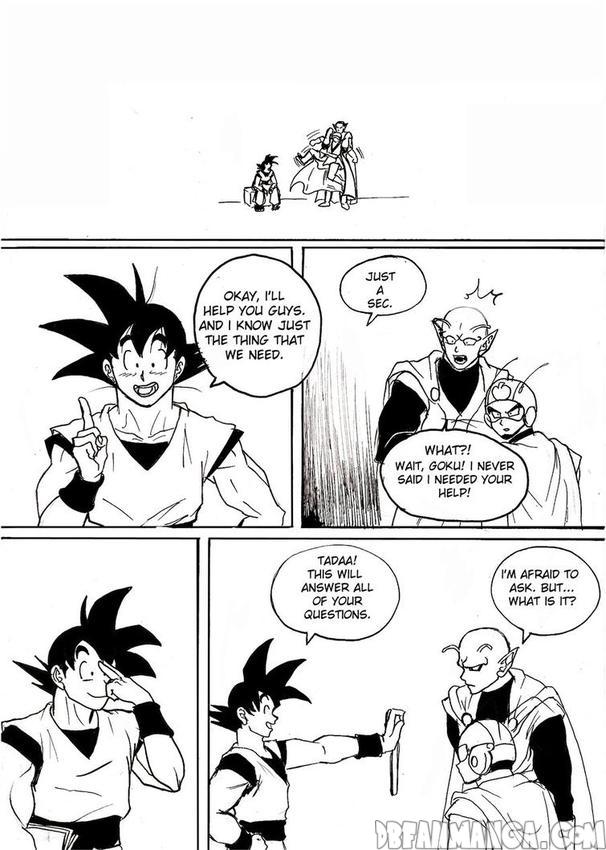 OKAY, I'LL
HELP YOU GUYS.
AND I KNOW JUST
THE THING THAT
WE NEED.
JUST
A
SEC.
WHAT?!
WAIT, GOKU! I NEVER
SAID I NEEDED YOUR
HELP!
TADAA!
THIS WILL
ANSWER ALL
OF YOUR
QUESTIONS.
I'M AFRAID TO
ASK. BUT...
WHAT IS IT?
DBFANMANGA.COM